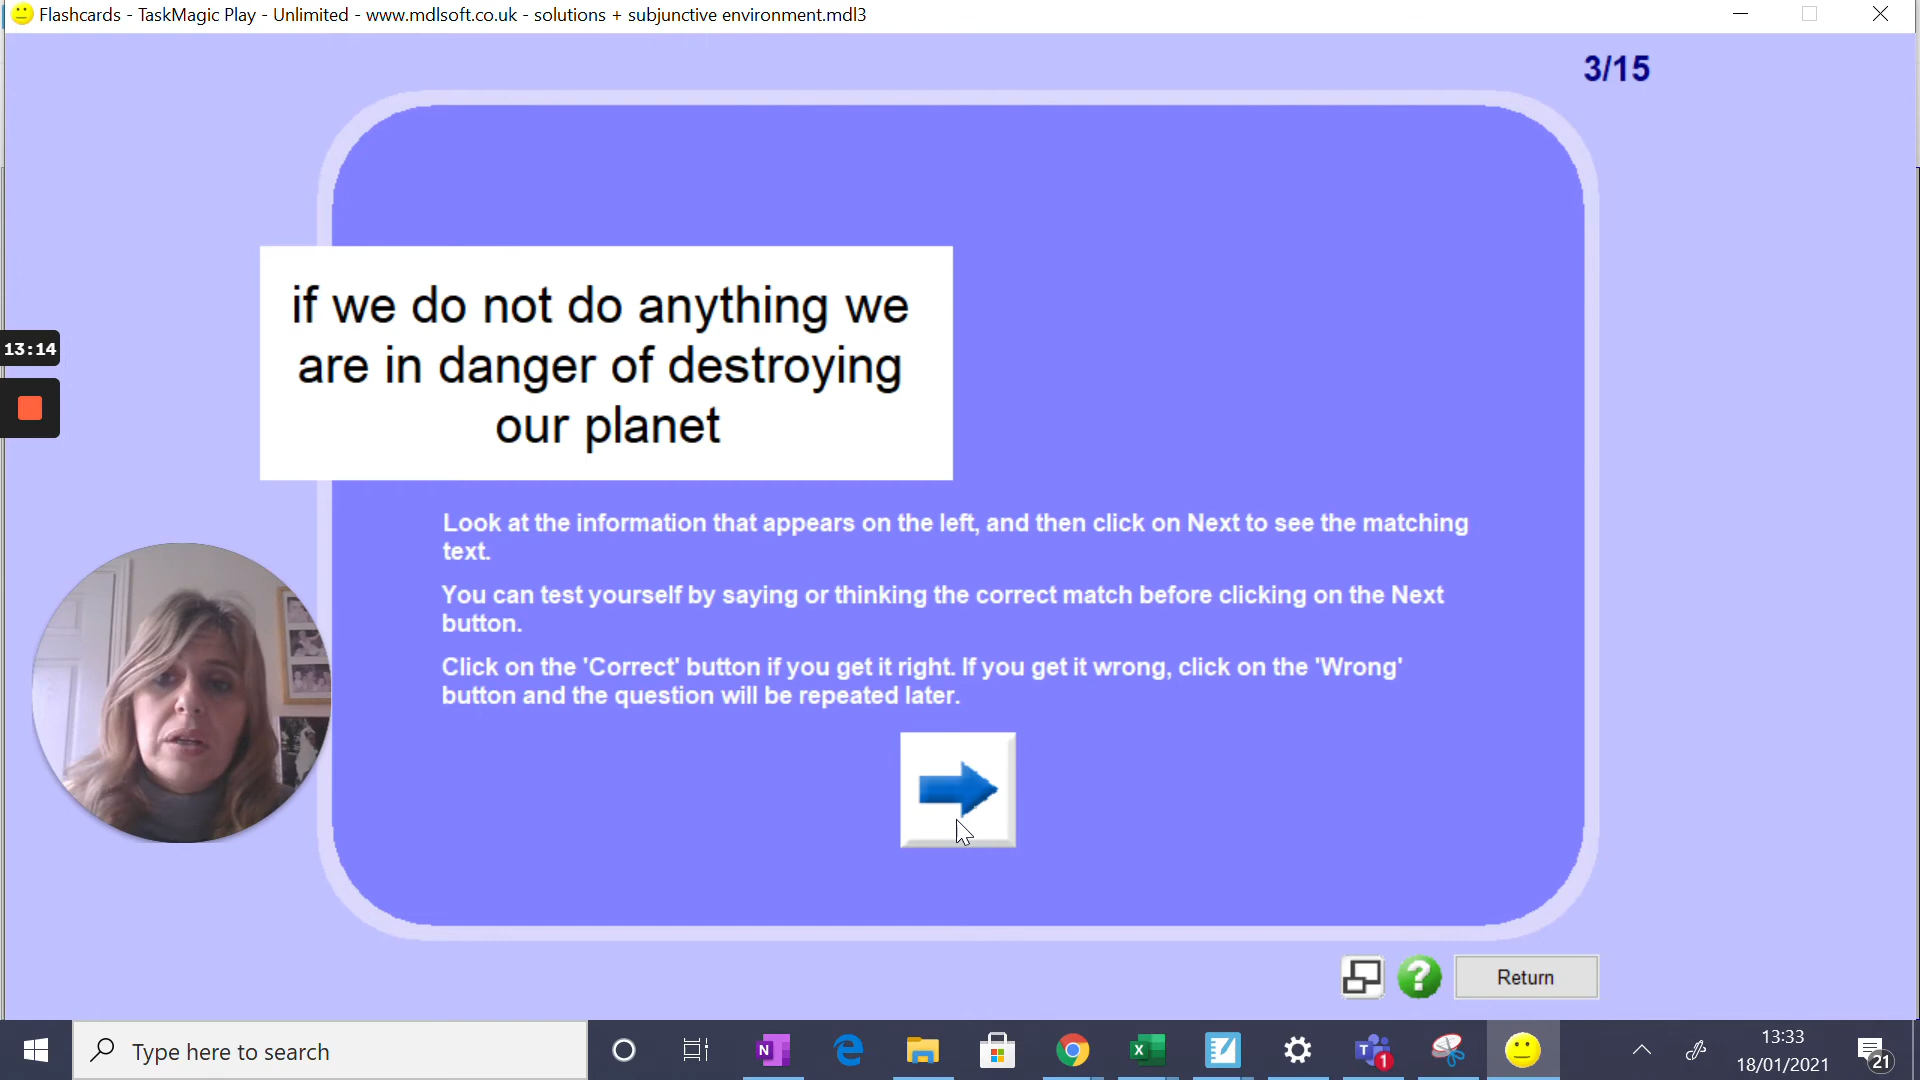 Flashcards - TaskMagic Play - Unlimited - www.mdlsoft.co.uk - solutions + subjunctive environment.mdl3
3/15
if we do not do anything we
are in danger of destroying
our planet
13:14
Look at the information that appears on the left, and then click on Next to see the matching
text.
You can test yourself by saying or thinking the correct match before clicking on the Next
button.
Click on the 'Correct' button if you get it right. If you get it wrong, click on the 'Wrong'
button and the question will be repeated later.
?
Return
Type here to search
N
X
T
1
13:33
18/01/2021
21